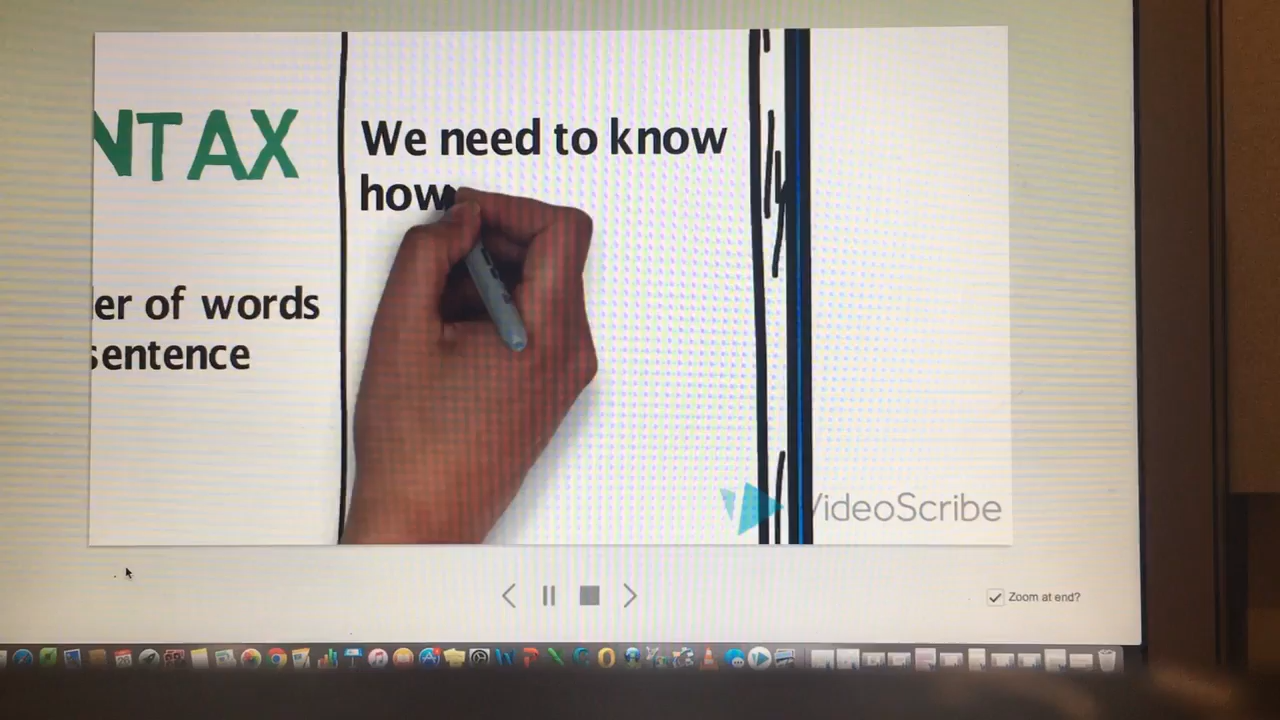 NTAX
er of words
sentence
We need to know
how
VideoScribe
Zoom at end?